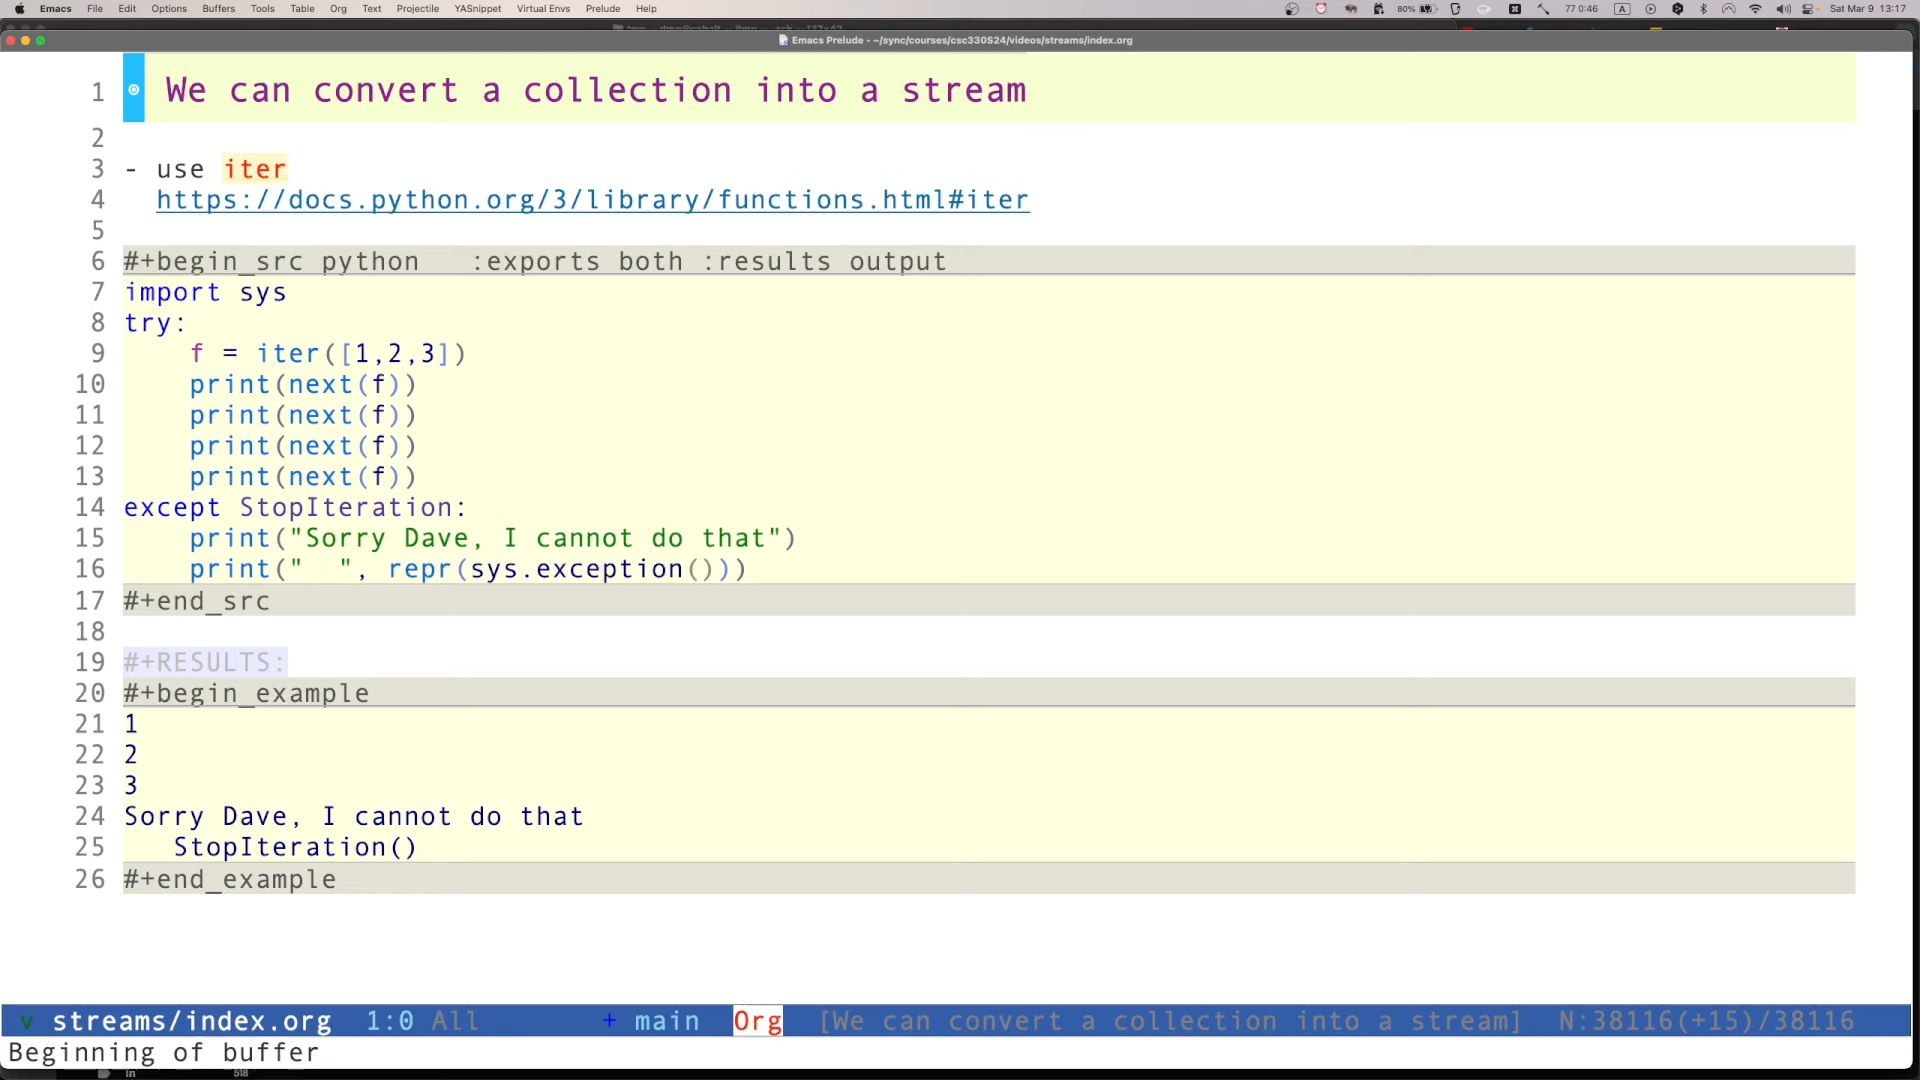 Emacs File Edit Options Buffers Tools Table Org Text Projectile YASnippet Virtual Envs Prelude Help 80% 77 0:46 A Sat Mar 9 13:17
Emacs Prelude - ~/sync/courses/csc330S24/videos/streams/index.org
1 We can convert a collection into a stream
2
3 - use iter
4 https://docs.python.org/3/library/functions.html#iter
5
6 #+begin_src python :exports both :results output
7 import sys
8 try:
9 f = iter([1,2,3])
10 print(next(f))
11 print(next(f))
12 print(next(f))
13 print(next(f))
14 except StopIteration:
15 print("Sorry Dave, I cannot do that")
16 print("  ", repr(sys.exception()))
17 #+end_src
18
19 #+RESULTS:
20 #+begin_example
21 1
22 2
23 3
24 Sorry Dave, I cannot do that
25 StopIteration()
26 #+end_example
v streams/index.org 1:0 All + main Org [We can convert a collection into a stream] N:38116(+15)/38116
Beginning of buffer